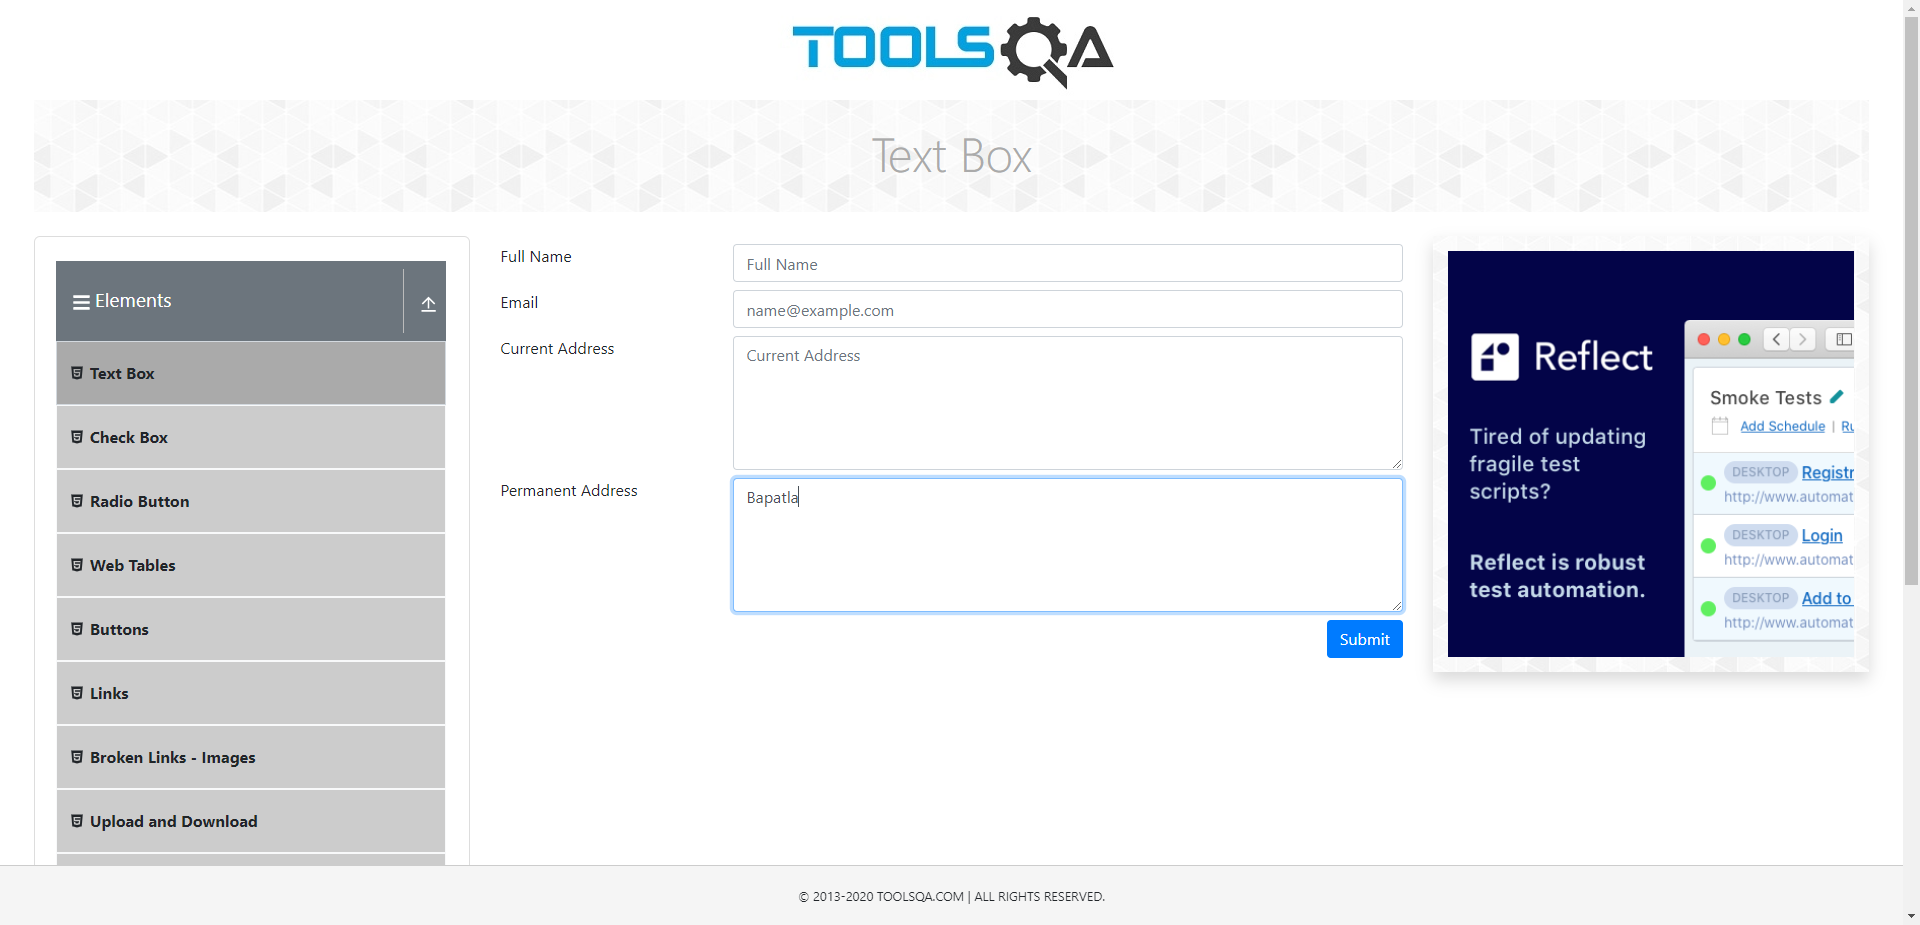 TOOLSQA
Text Box
Elements
Text Box
Check Box
Radio Button
Web Tables
Buttons
Links
Broken Links - Images
Upload and Download
Full Name
Full Name
Email
name@example.com
Current Address
Current Address
Permanent Address
Bapatla
Submit
Reflect
Tired of updating
fragile test
scripts?
Reflect is robust
test automation.
Smoke Tests
Add Schedule | Ru
DESKTOP Registr
http://www.automat
DESKTOP Login
http://www.automat
DESKTOP Add to
http://www.automat
© 2013-2020 TOOLSQA.COM | ALL RIGHTS RESERVED.